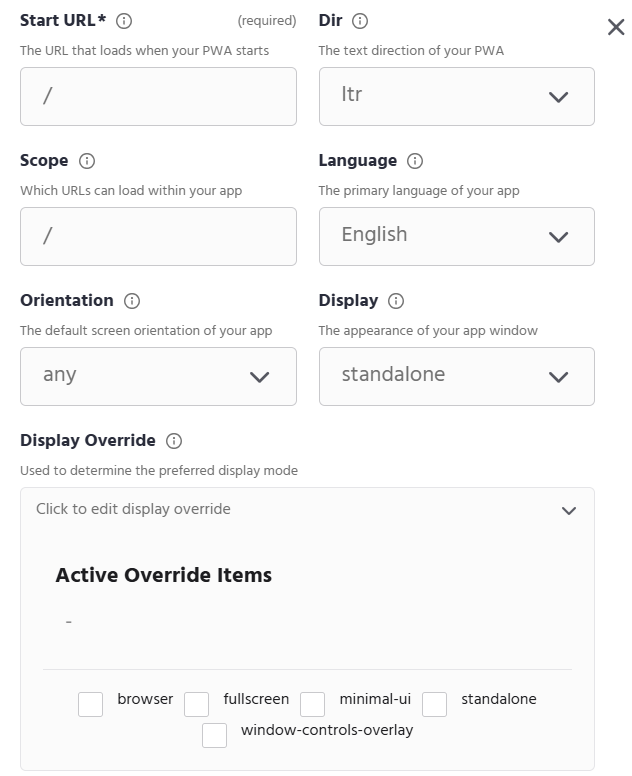 Start URL* (required) Dir
The URL that loads when your PWA starts The text direction of your PWA
/ ltr
Scope Language
Which URLs can load within your app The primary language of your app
/ English
Orientation Display
The default screen orientation of your app The appearance of your app window
any standalone
Display Override
Used to determine the preferred display mode
Click to edit display override
Active Override Items
-
browser fullscreen minimal-ui standalone
window-controls-overlay